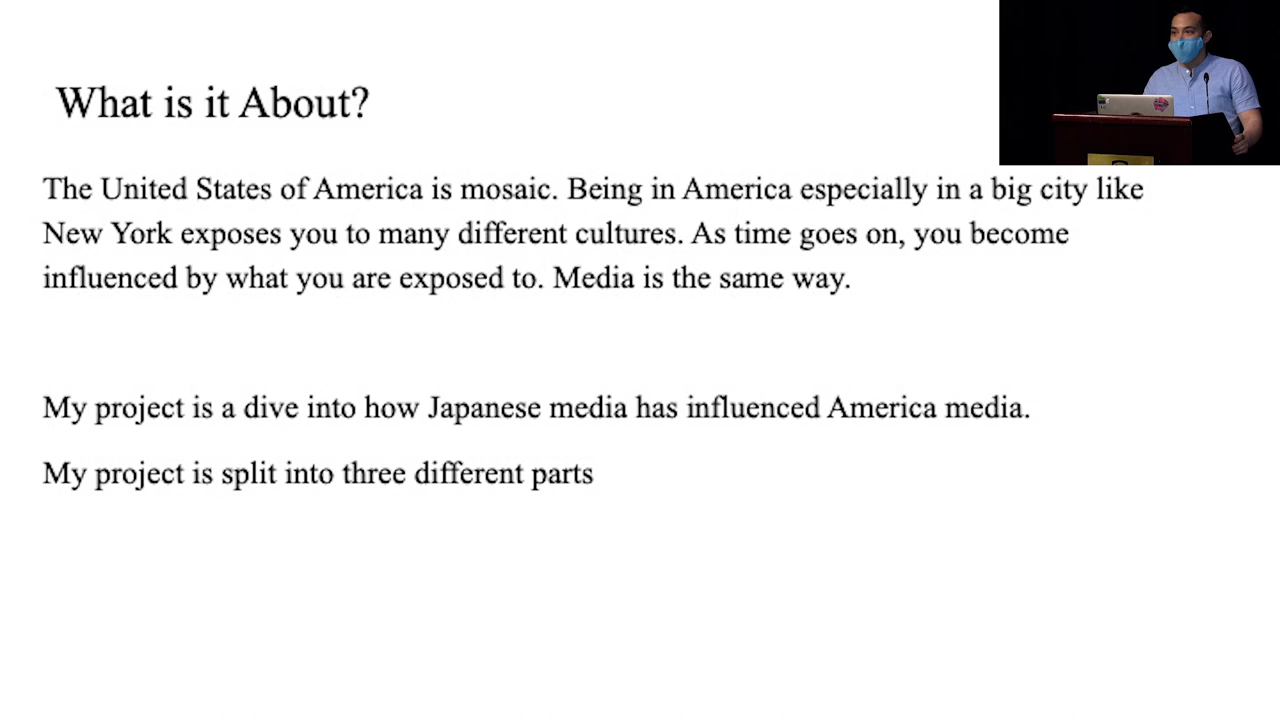 What is it About?
The United States of America is mosaic. Being in America especially in a big city like
New York exposes you to many different cultures. As time goes on, you become
influenced by what you are exposed to. Media is the same way.
My project is a dive into how Japanese media has influenced America media.
My project is split into three different parts